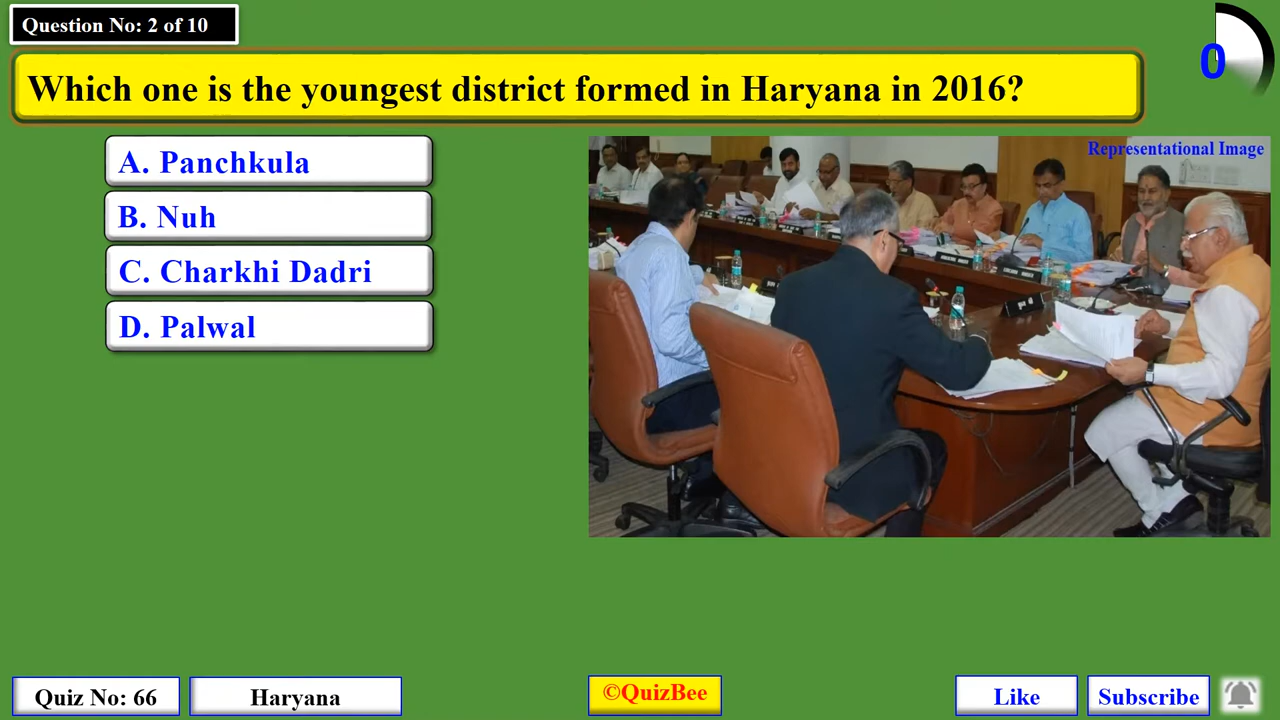 Question No: 2 of 10
0
Which one is the youngest district formed in Haryana in 2016?
A. Panchkula
B. Nuh
C. Charkhi Dadri
D. Palwal
Representational Image
Quiz No: 66
Haryana
©QuizBee
Like
Subscribe